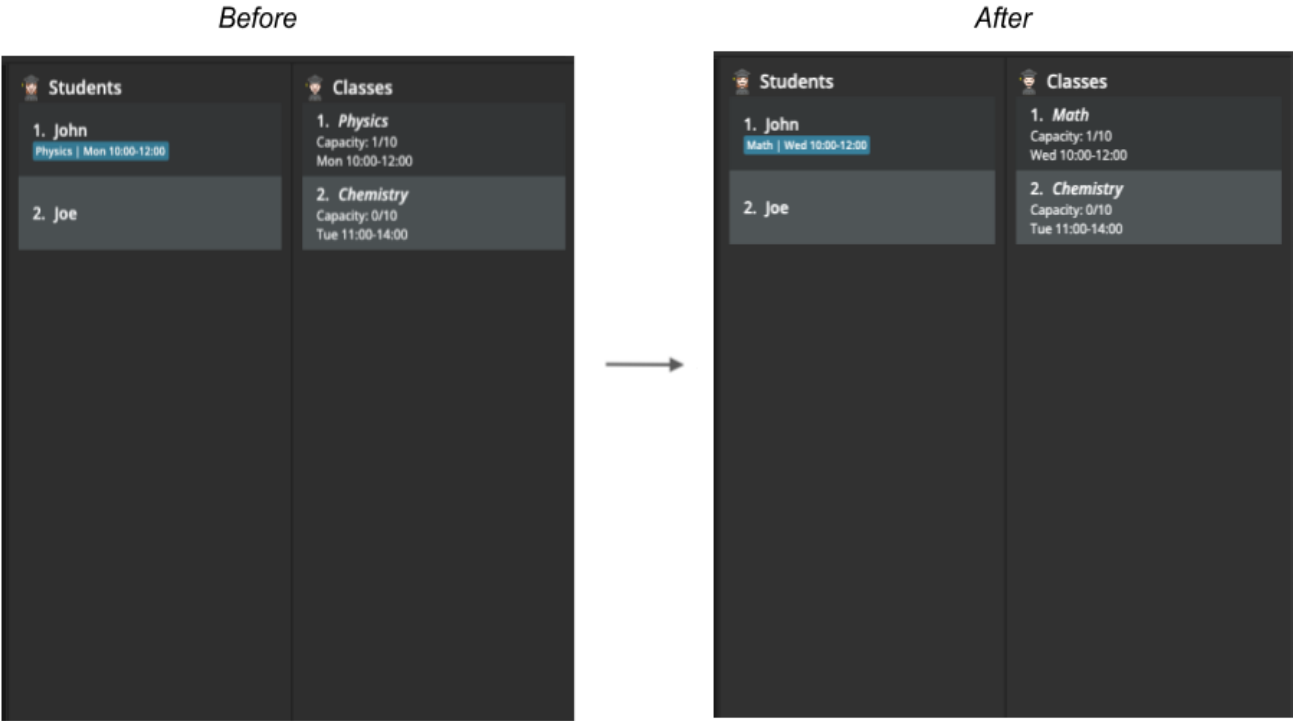 Before
Students
1. John
Physics | Mon 10:00-12:00
2. Joe
Classes
1. Physics
Capacity: 1/10
Mon 10:00-12:00
2. Chemistry
Capacity: 0/10
Tue 11:00-14:00
After
Students
1. John
Math | Wed 10:00-12:00
2. Joe
Classes
1. Math
Capacity: 1/10
Wed 10:00-12:00
2. Chemistry
Capacity: 0/10
Tue 11:00-14:00